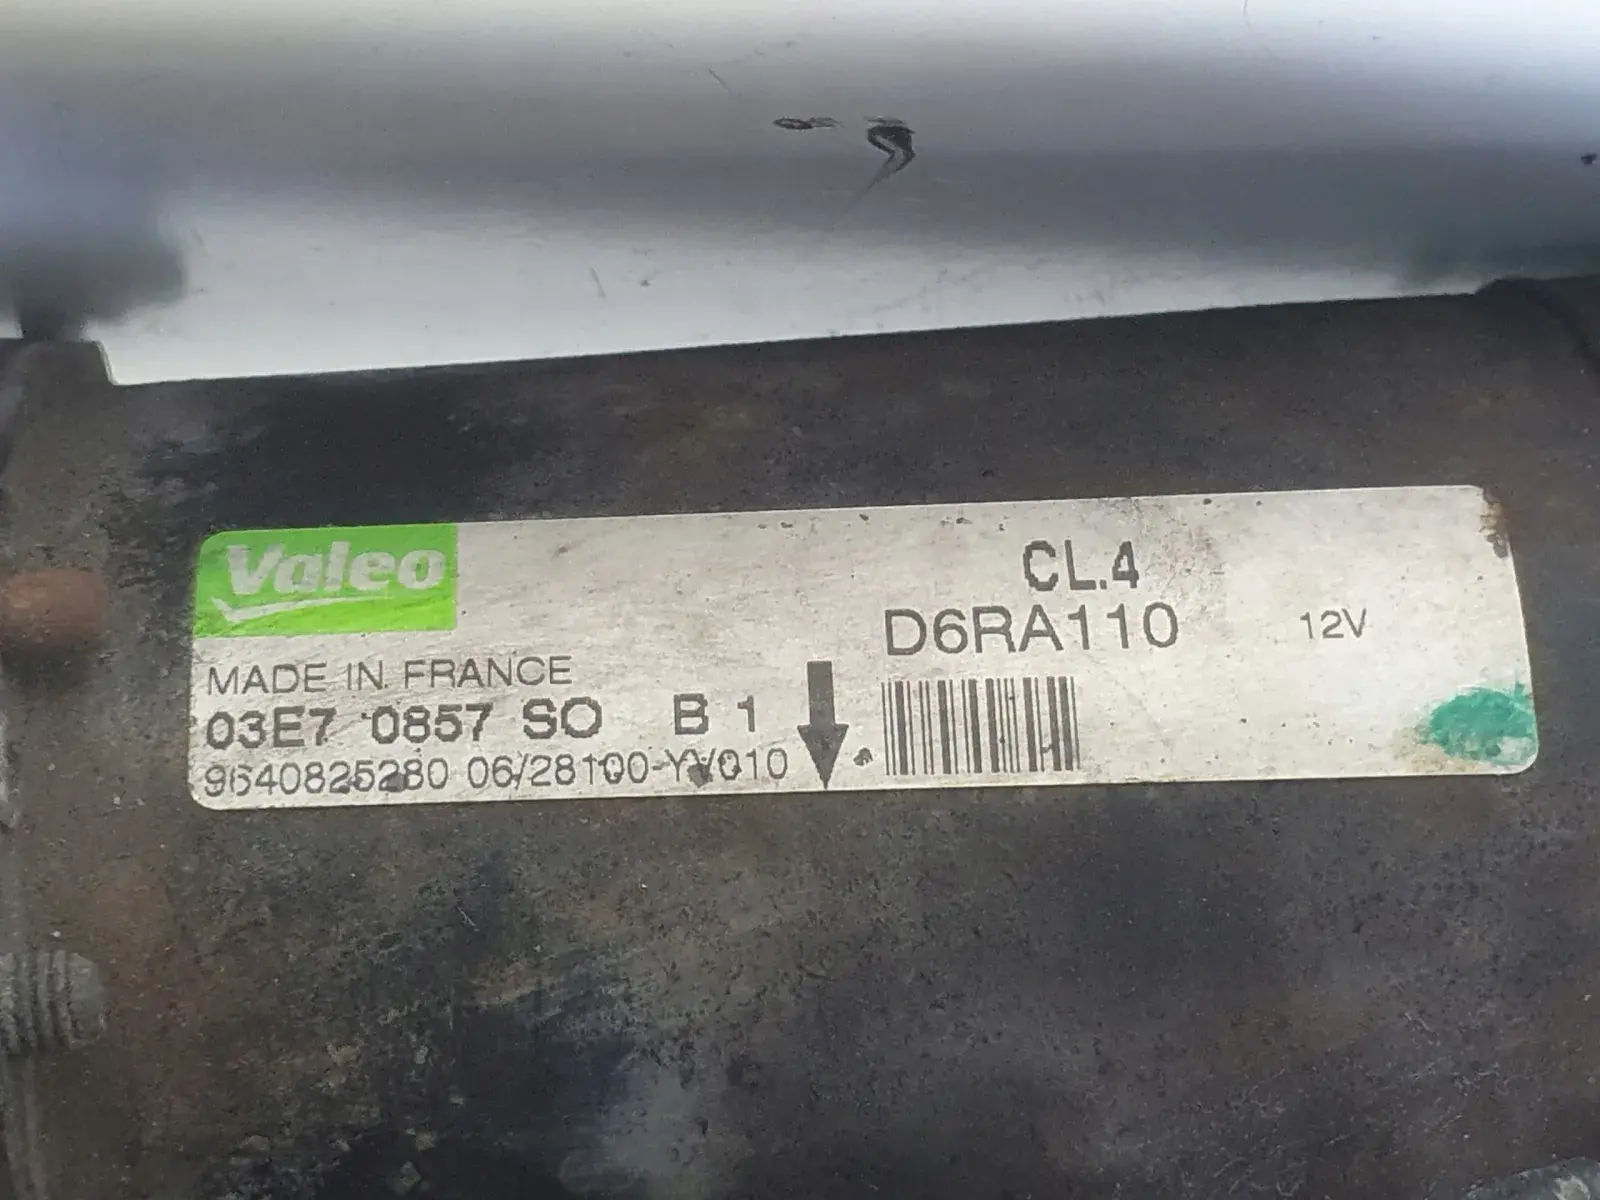 Valeo
CL.4
D6RA110
12V
MADE IN FRANCE
03E7 0857 SO B 1
9640825280 06/28100-YV010